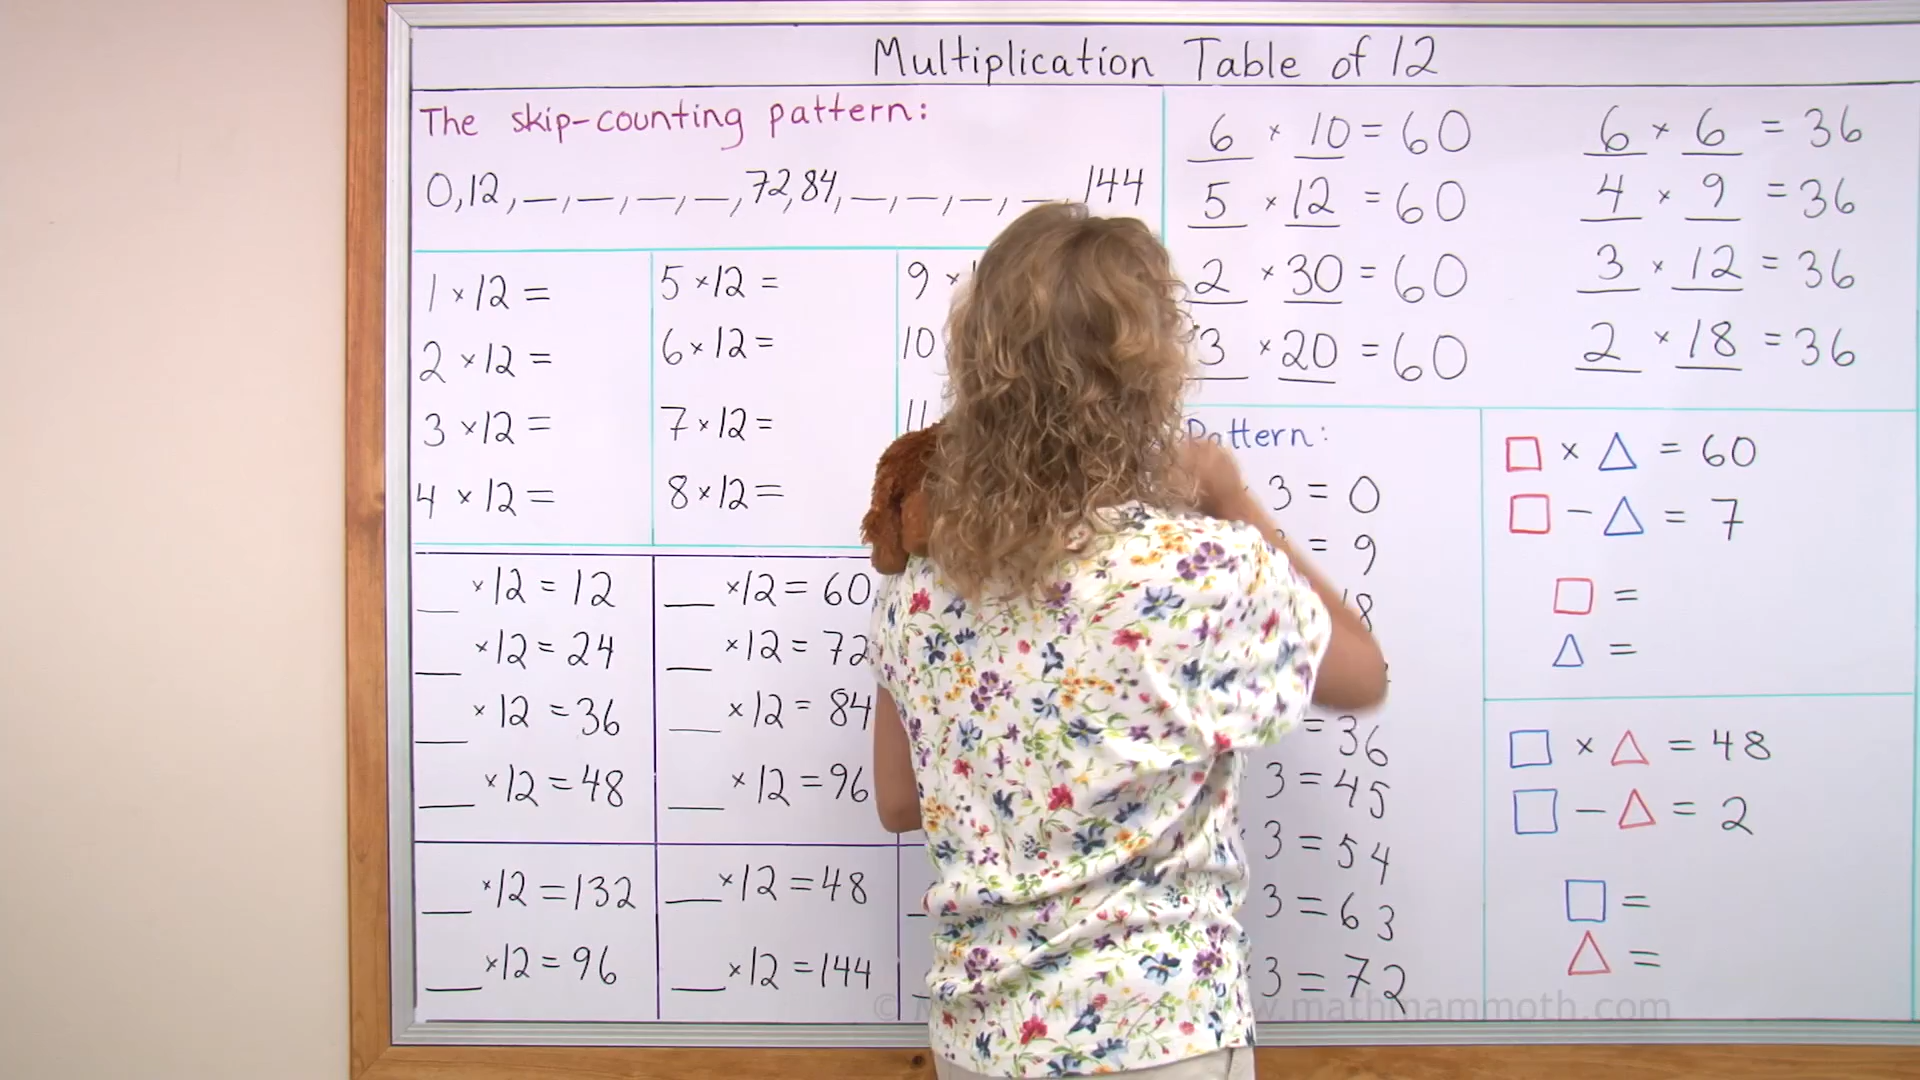 Multiplication Table of 12
The skip-counting pattern:
0, 12, __, __, __, __, 72, 84, __, __, __, __, 144
1 × 12 =
2 × 12 =
3 × 12 =
4 × 12 =
5 × 12 =
6 × 12 =
7 × 12 =
8 × 12 =
9 ×
10
11
__ × 12 = 12
__ × 12 = 24
__ × 12 = 36
__ × 12 = 48
__ × 12 = 60
__ × 12 = 72
__ × 12 = 84
__ × 12 = 96
__ × 12 = 132
__ × 12 = 96
__ × 12 = 48
__ × 12 = 144
6 × 10 = 60
5 × 12 = 60
2 × 30 = 60
3 × 20 = 60
6 × 6 = 36
4 × 9 = 36
3 × 12 = 36
2 × 18 = 36
Pattern:
3 = 0
= 9
18
= 36
3 = 45
3 = 54
3 = 63
3 = 72
□ × △ = 60
□ − △ = 7
□ =
△ =
□ × △ = 48
□ − △ = 2
□ =
△ =
www.mathmammoth.com